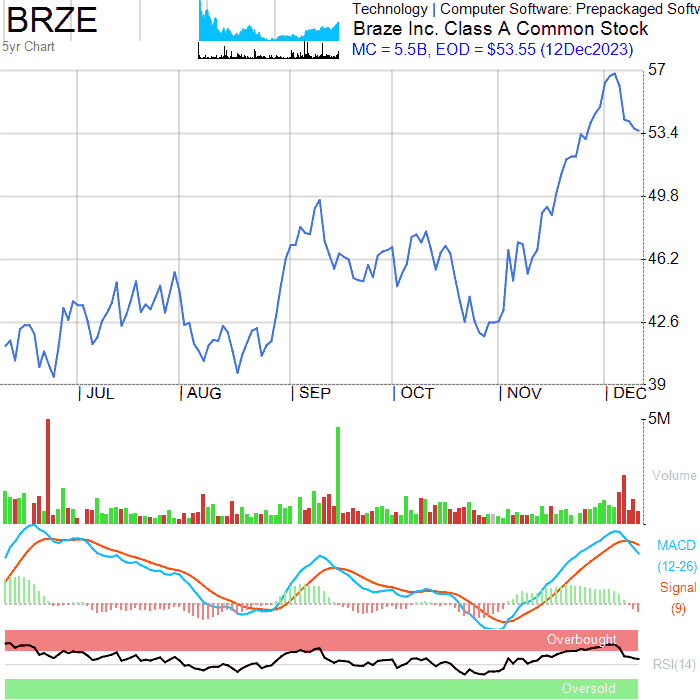 BRZE
5yr Chart
Technology | Computer Software: Prepackaged Softw
Braze Inc. Class A Common Stock
MC = 5.5B, EOD = $53.55 (12Dec2023)
57
53.4
49.8
46.2
42.6
39
JUL AUG SEP OCT NOV DEC
5M
Volume
MACD
(12-26)
Signal
(9)
Overbought
RSI(14)
Oversold